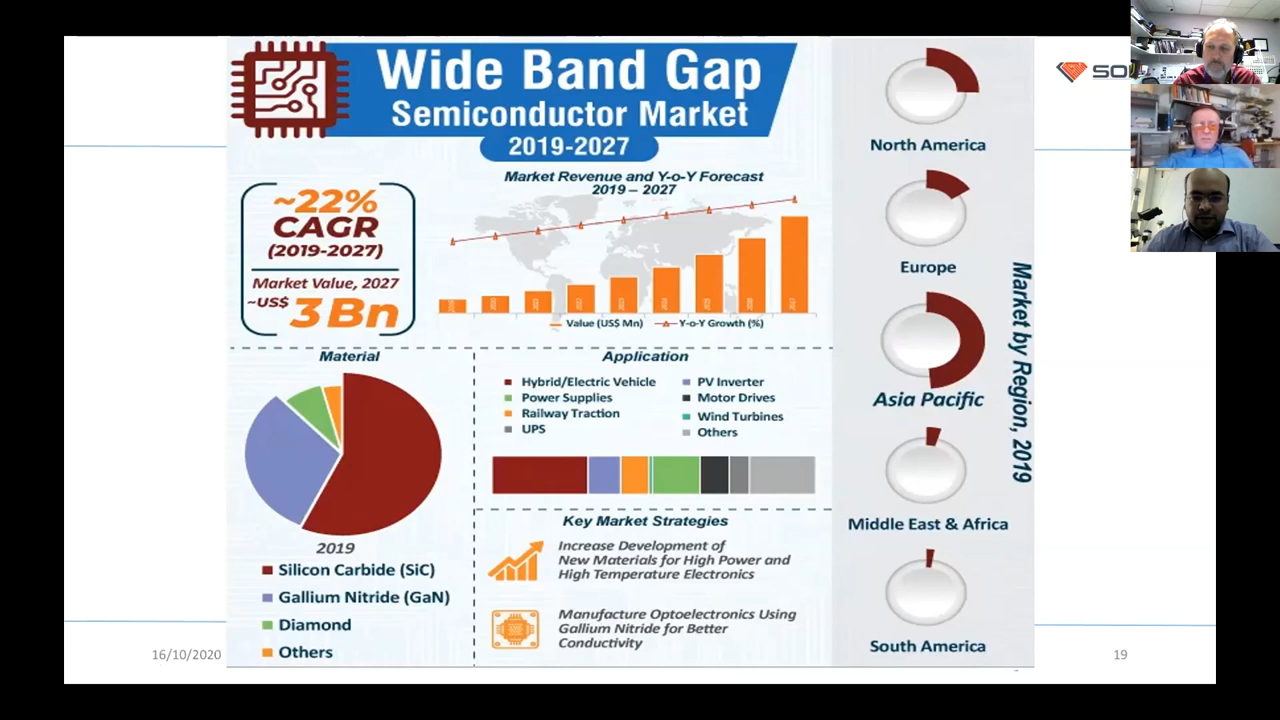 Wide Band Gap
Semiconductor Market
2019-2027
SO
~22%
CAGR
(2019-2027)
Market Value, 2027
~US$ 3 Bn
Market Revenue and Y-o-Y Forecast
2019 – 2027
Value (US$ Mn)
Y-o-Y Growth (%)
Material
2019
Silicon Carbide (SiC)
Gallium Nitride (GaN)
Diamond
Others
Application
Hybrid/Electric Vehicle
Power Supplies
Railway Traction
UPS
PV Inverter
Motor Drives
Wind Turbines
Others
Key Market Strategies
Increase Development of
New Materials for High Power and
High Temperature Electronics
Manufacture Optoelectronics Using
Gallium Nitride for Better
Conductivity
North America
Europe
Asia Pacific
Middle East & Africa
South America
Market by Region, 2019
16/10/2020
19